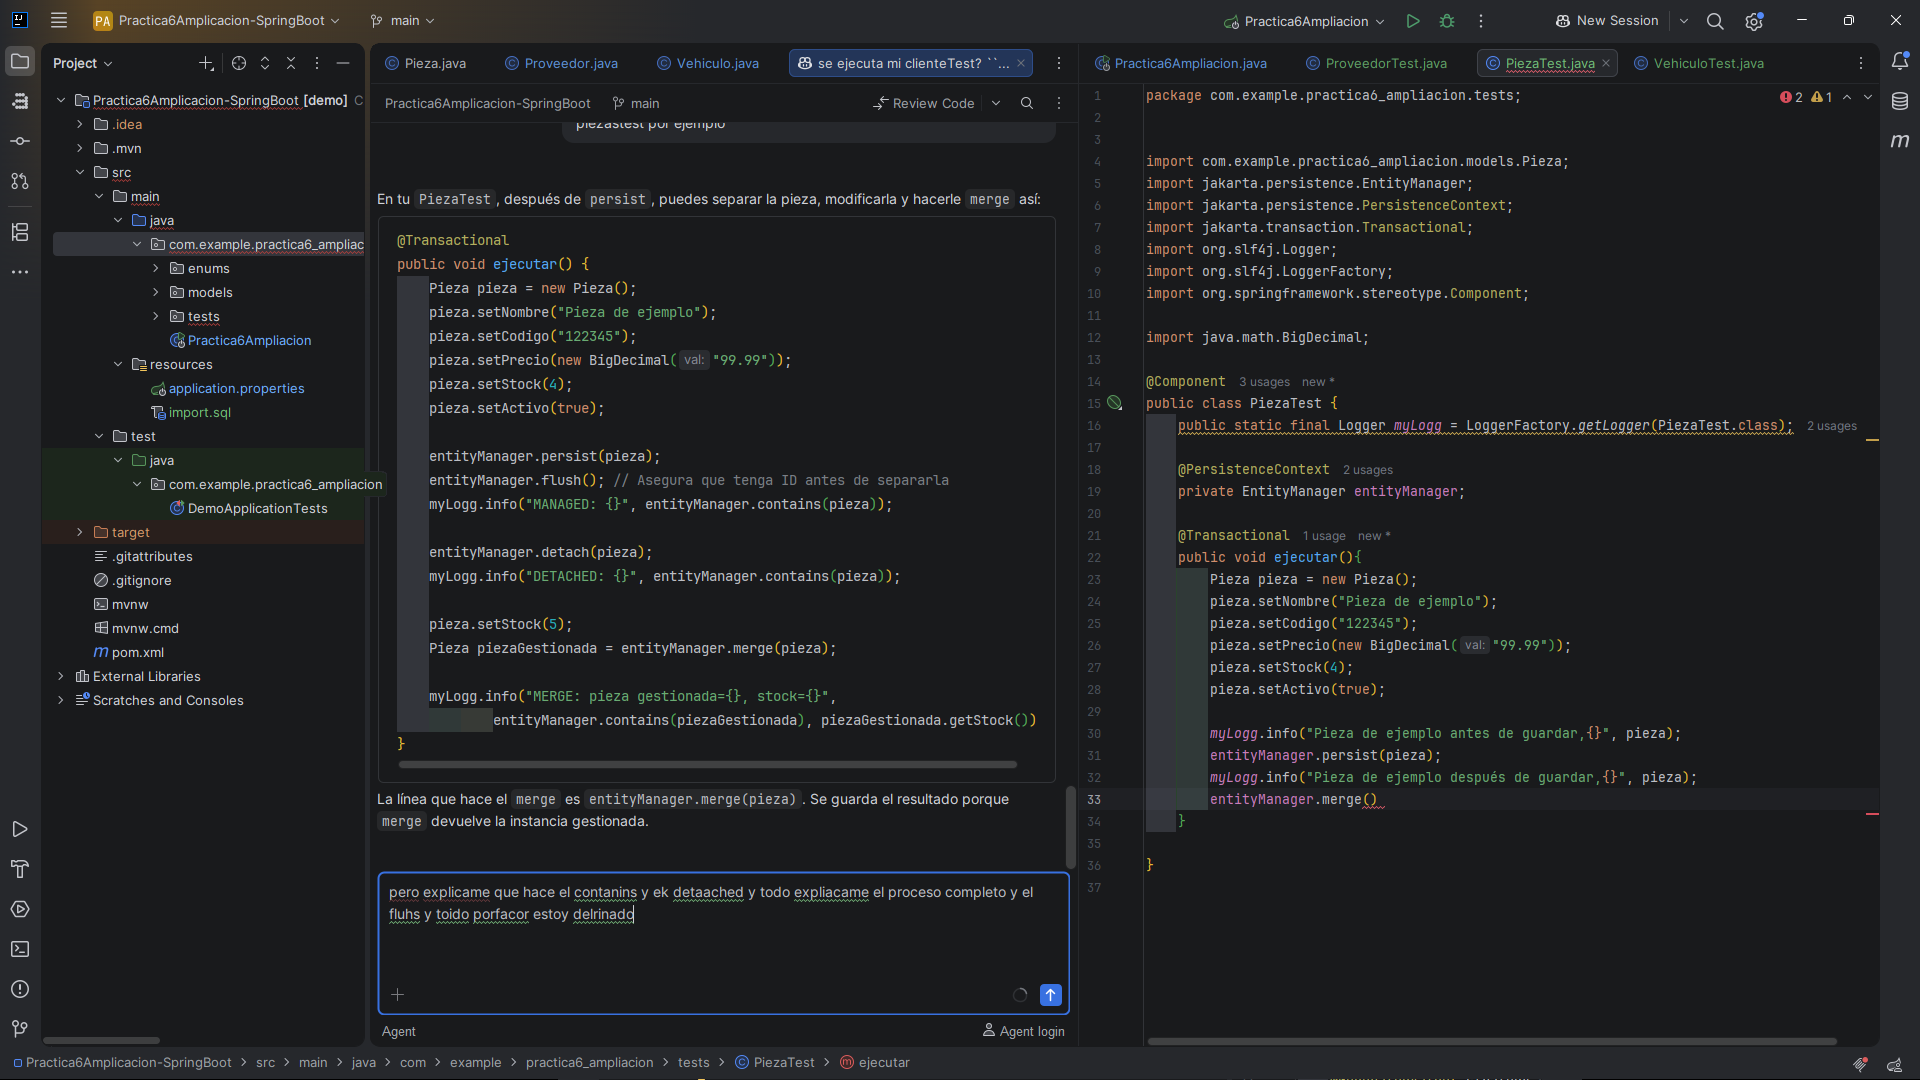 PA Practica6Amplicacion-SpringBoot main Practica6Ampliacion New Session
Project
Practica6Amplicacion-SpringBoot [demo] C
.idea
.mvn
src
main
java
com.example.practica6_ampliac
enums
models
tests
Practica6Ampliacion
resources
application.properties
import.sql
test
java
com.example.practica6_ampliacion
DemoApplicationTests
target
.gitattributes
.gitignore
mvnw
mvnw.cmd
pom.xml
External Libraries
Scratches and Consoles
Pieza.java Proveedor.java Vehiculo.java se ejecuta mi clienteTest? ``...
Practica6Amplicacion-SpringBoot main Review Code
piezastest por ejemplo
En tu PiezaTest, después de persist, puedes separar la pieza, modificarla y hacerle merge así:
@Transactional
public void ejecutar() {
Pieza pieza = new Pieza();
pieza.setNombre("Pieza de ejemplo");
pieza.setCodigo("122345");
pieza.setPrecio(new BigDecimal( val: "99.99"));
pieza.setStock(4);
pieza.setActivo(true);
entityManager.persist(pieza);
entityManager.flush(); // Asegura que tenga ID antes de separarla
myLogg.info("MANAGED: {}", entityManager.contains(pieza));
entityManager.detach(pieza);
myLogg.info("DETACHED: {}", entityManager.contains(pieza));
pieza.setStock(5);
Pieza piezaGestionada = entityManager.merge(pieza);
myLogg.info("MERGE: pieza gestionada={}, stock={}",
entityManager.contains(piezaGestionada), piezaGestionada.getStock())
}
La línea que hace el merge es entityManager.merge(pieza). Se guarda el resultado porque
merge devuelve la instancia gestionada.
pero explicame que hace el contanins y ek detaached y todo expliacame el proceso completo y el
fluhs y toido porfacor estoy delrinado
Agent Agent login
Practica6Ampliacion.java ProveedorTest.java PiezaTest.java VehiculoTest.java
2 1
1 package com.example.practica6_ampliacion.tests;
2
3
4 import com.example.practica6_ampliacion.models.Pieza;
5 import jakarta.persistence.EntityManager;
6 import jakarta.persistence.PersistenceContext;
7 import jakarta.transaction.Transactional;
8 import org.slf4j.Logger;
9 import org.slf4j.LoggerFactory;
10 import org.springframework.stereotype.Component;
11
12 import java.math.BigDecimal;
13
14 @Component 3 usages new *
15 public class PiezaTest {
16 public static final Logger myLogg = LoggerFactory.getLogger(PiezaTest.class); 2 usages
17
18 @PersistenceContext 2 usages
19 private EntityManager entityManager;
20
21 @Transactional 1 usage new *
22 public void ejecutar(){
23 Pieza pieza = new Pieza();
24 pieza.setNombre("Pieza de ejemplo");
25 pieza.setCodigo("122345");
26 pieza.setPrecio(new BigDecimal( val: "99.99"));
27 pieza.setStock(4);
28 pieza.setActivo(true);
29
30 myLogg.info("Pieza de ejemplo antes de guardar,{}", pieza);
31 entityManager.persist(pieza);
32 myLogg.info("Pieza de ejemplo después de guardar,{}", pieza);
33 entityManager.merge()
34 }
35
36 }
37
Practica6Amplicacion-SpringBoot > src > main > java > com > example > practica6_ampliacion > tests > PiezaTest > ejecutar